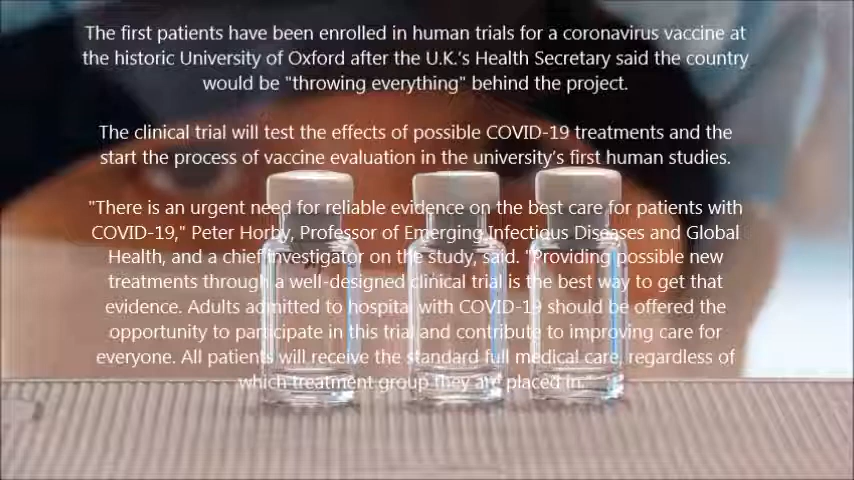 The first patients have been enrolled in human trials for a coronavirus vaccine at
the historic University of Oxford after the U.K.'s Health Secretary said the country
would be "throwing everything" behind the project.
The clinical trial will test the effects of possible COVID-19 treatments and the
start the process of vaccine evaluation in the university's first human studies.
"There is an urgent need for reliable evidence on the best care for patients with
COVID-19," Peter Horby, Professor of Emerging Infectious Diseases and Global
Health, and a chief investigator on the study, said. "Providing possible new
treatments through a well-designed clinical trial is the best way to get that
evidence. Adults admitted to hospital with COVID-19 should be offered the
opportunity to participate in this trial and contribute to improving care for
everyone. All patients will receive the standard full medical care, regardless of
which treatment group they are placed in."